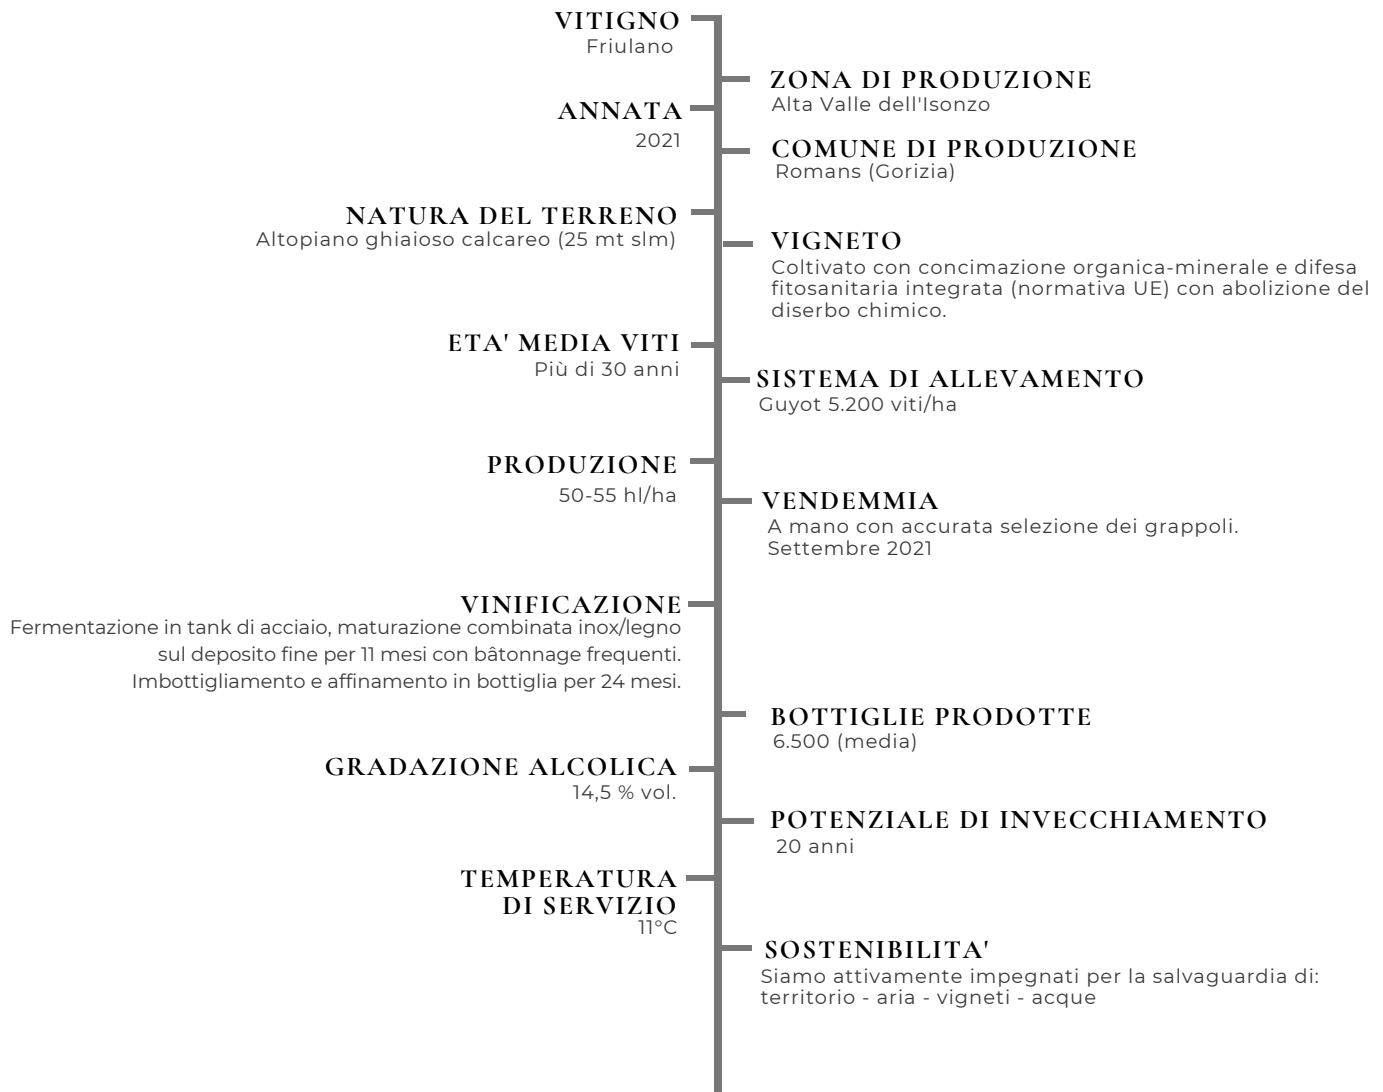 VITIGNO
Friulano
ZONA DI PRODUZIONE
Alta Valle dell'Isonzo
ANNATA
2021
COMUNE DI PRODUZIONE
Romans (Gorizia)
NATURA DEL TERRENO
Altopiano ghiaioso calcareo (25 mt slm)
VIGNETO
Coltivato con concimazione organica-minerale e difesa
fitosanitaria integrata (normativa UE) con abolizione del
diserbo chimico.
ETA' MEDIA VITI
Più di 30 anni
SISTEMA DI ALLEVAMENTO
Guyot 5.200 viti/ha
PRODUZIONE
50-55 hl/ha
VENDEMMIA
A mano con accurata selezione dei grappoli.
Settembre 2021
VINIFICAZIONE
Fermentazione in tank di acciaio, maturazione combinata inox/legno
sul deposito fine per 11 mesi con bâtonnage frequenti.
Imbottigliamento e affinamento in bottiglia per 24 mesi.
BOTTIGLIE PRODOTTE
6.500 (media)
GRADAZIONE ALCOLICA
14,5 % vol.
POTENZIALE DI INVECCHIAMENTO
20 anni
TEMPERATURA
DI SERVIZIO
11°C
SOSTENIBILITA'
Siamo attivamente impegnati per la salvaguardia di:
territorio - aria - vigneti - acque